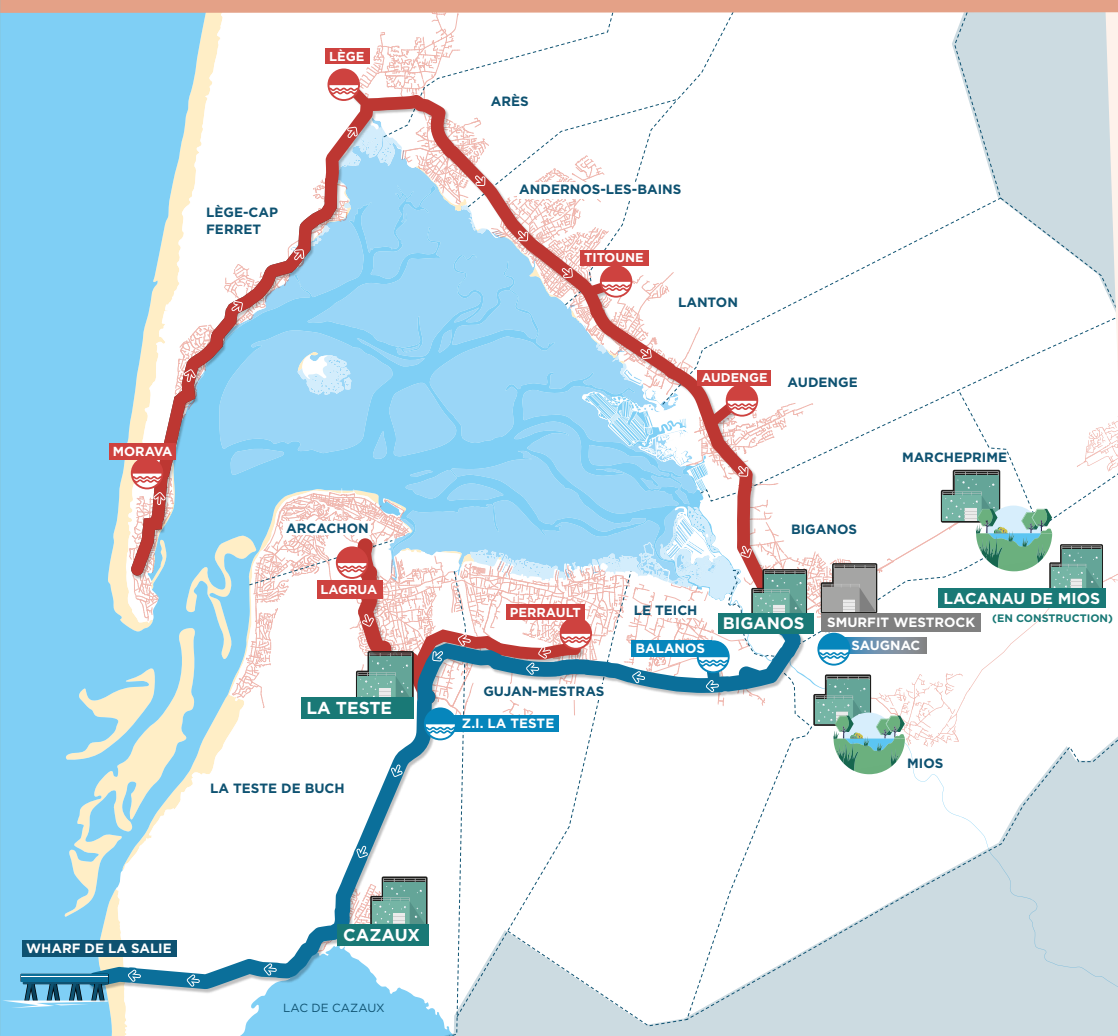 LÈGE
ARÈS
ANDERNOS-LES-BAINS
LÈGE-CAP
FERRET
TITOUNE
LANTON
AUDENGE
AUDENGE
MORAVA
MARCHEPRIME
ARCACHON
BIGANOS
LAGRUA
PERRAULT
LE TEICH
BIGANOS
SMURFIT WESTROCK
LACANAU DE MIOS
(EN CONSTRUCTION)
BALANOS
SAUGNAC
GUJAN-MESTRAS
LA TESTE
Z.I. LA TESTE
MIOS
LA TESTE DE BUCH
CAZAUX
WHARF DE LA SALIE
LAC DE CAZAUX